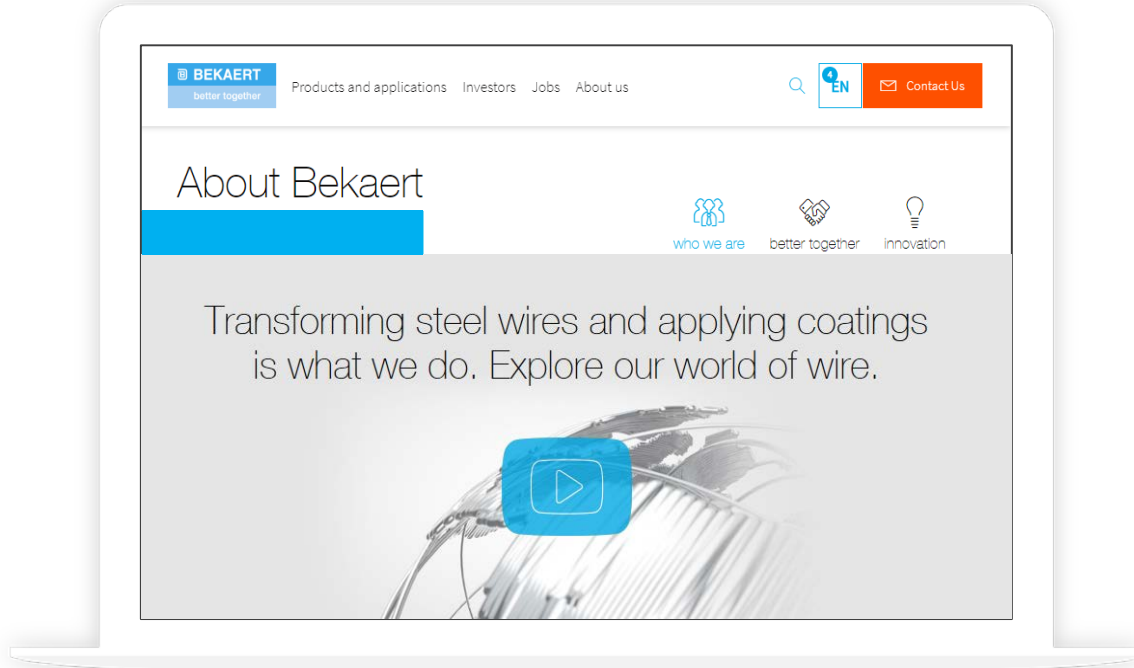 BEKAERT
better together
Products and applications Investors Jobs About us
4
EN
Contact Us
About Bekaert
who we are better together innovation
Transforming steel wires and applying coatings
is what we do. Explore our world of wire.